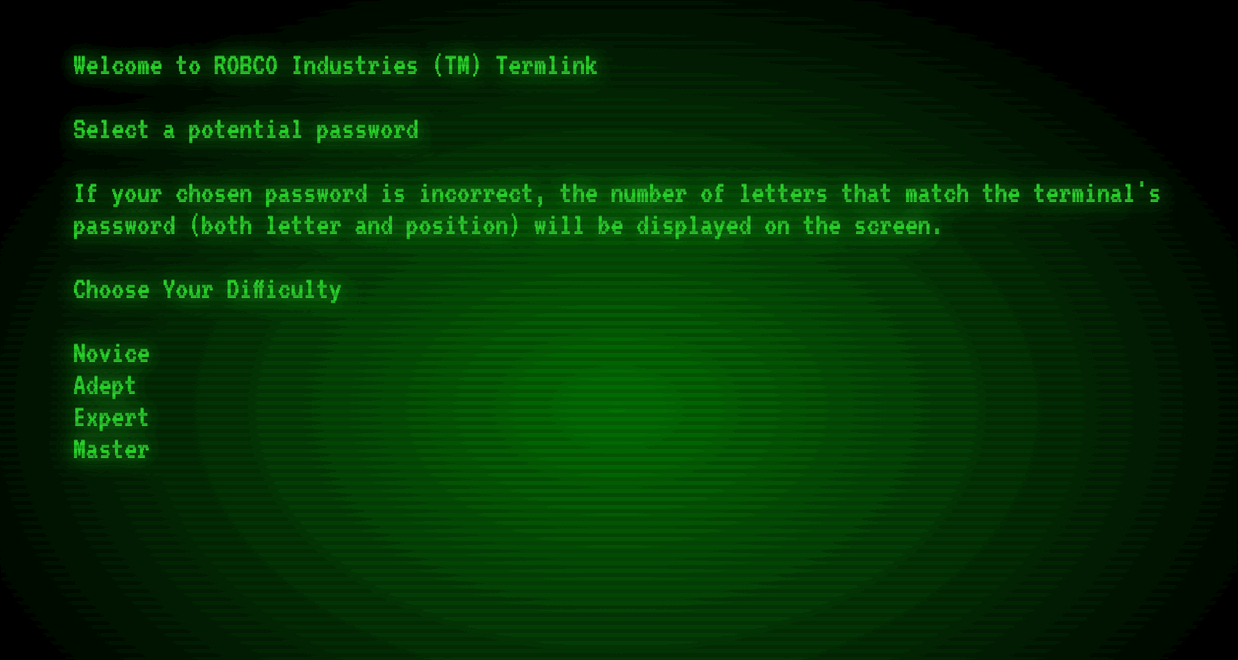 Welcome to ROBCO Industries (TM) Termlink
Select a potential password
If your chosen password is incorrect, the number of letters that match the terminal's
password (both letter and position) will be displayed on the screen.
Choose Your Difficulty
Novice
Adept
Expert
Master